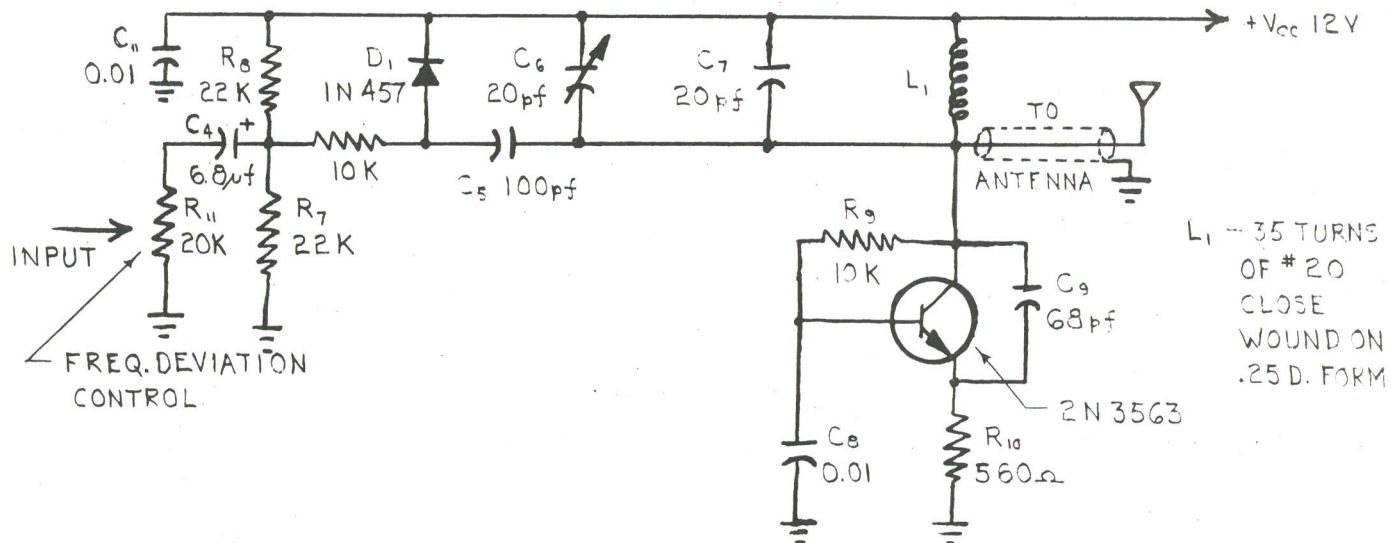 +Vcc 12V
C₁₁
0.01
R₈
22K
D₁
1N457
C₆
20pf
C₇
20pf
L₁
TO
ANTENNA
C₄
+
6.8µf
10K
C₅ 100pf
INPUT
R₁₁
20K
R₇
22K
FREQ. DEVIATION
CONTROL
R₉
10K
C₉
68pf
2N3563
C₈
0.01
R₁₀
560Ω
L₁ - 35 TURNS
OF #20
CLOSE
WOUND ON
.25 D. FORM